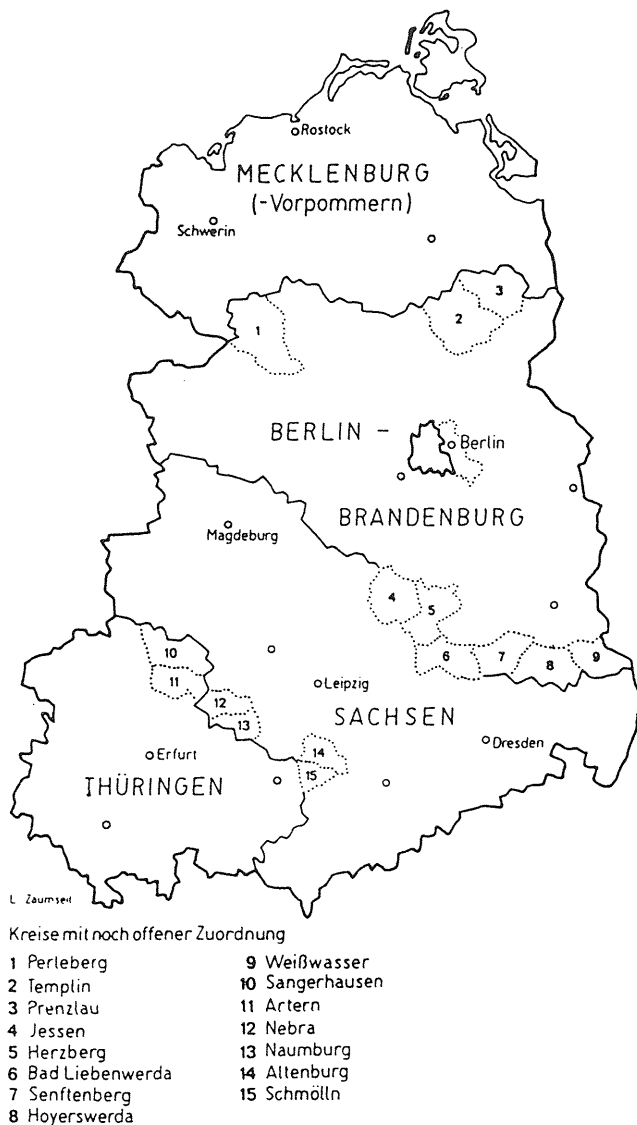 Rostock
MECKLENBURG
(-Vorpommern)
Schwerin
3
2
1
BERLIN -
Berlin
BRANDENBURG
Magdeburg
4
5
10
6
7
8
9
11
12
Leipzig
13
SACHSEN
Dresden
14
Erfurt
15
THÜRINGEN
L. Zaumseil
Kreise mit noch offener Zuordnung
1 Perleberg
2 Templin
3 Prenzlau
4 Jessen
5 Herzberg
6 Bad Liebenwerda
7 Senftenberg
8 Hoyerswerda
9 Weißwasser
10 Sangerhausen
11 Artern
12 Nebra
13 Naumburg
14 Altenburg
15 Schmölln